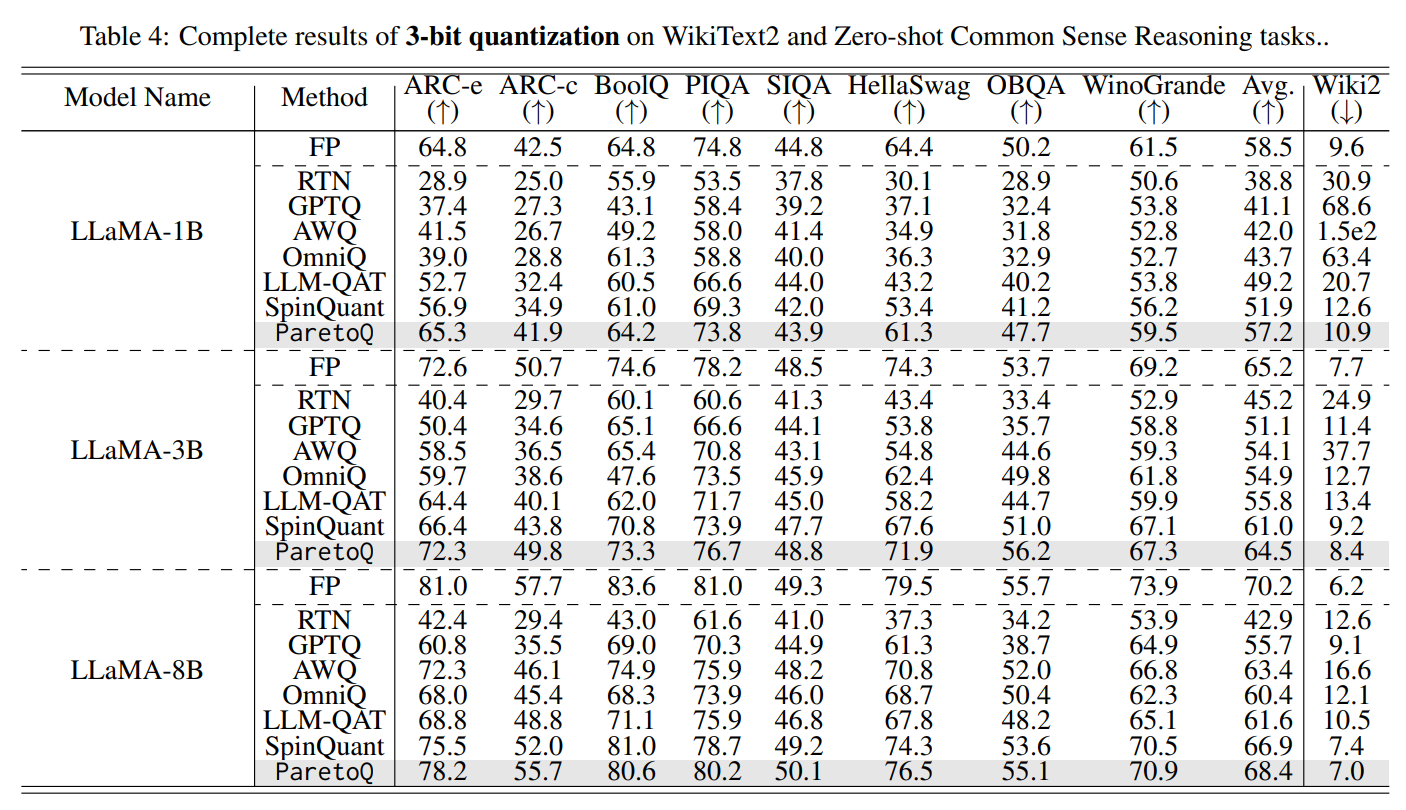 Table 4: Complete results of 3-bit quantization on WikiText2 and Zero-shot Common Sense Reasoning tasks..
Model Name Method ARC-e ARC-c BoolQ PIQA SIQA HellaSwag OBQA WinoGrande Avg. Wiki2
(↑) (↑) (↑) (↑) (↑) (↑) (↑) (↑) (↑) (↓)
FP 64.8 42.5 64.8 74.8 44.8 64.4 50.2 61.5 58.5 9.6
RTN 28.9 25.0 55.9 53.5 37.8 30.1 28.9 50.6 38.8 30.9
GPTQ 37.4 27.3 43.1 58.4 39.2 37.1 32.4 53.8 41.1 68.6
LLaMA-1B AWQ 41.5 26.7 49.2 58.0 41.4 34.9 31.8 52.8 42.0 1.5e2
OmniQ 39.0 28.8 61.3 58.8 40.0 36.3 32.9 52.7 43.7 63.4
LLM-QAT 52.7 32.4 60.5 66.6 44.0 43.2 40.2 53.8 49.2 20.7
SpinQuant 56.9 34.9 61.0 69.3 42.0 53.4 41.2 56.2 51.9 12.6
ParetoQ 65.3 41.9 64.2 73.8 43.9 61.3 47.7 59.5 57.2 10.9
FP 72.6 50.7 74.6 78.2 48.5 74.3 53.7 69.2 65.2 7.7
RTN 40.4 29.7 60.1 60.6 41.3 43.4 33.4 52.9 45.2 24.9
GPTQ 50.4 34.6 65.1 66.6 44.1 53.8 35.7 58.8 51.1 11.4
LLaMA-3B AWQ 58.5 36.5 65.4 70.8 43.1 54.8 44.6 59.3 54.1 37.7
OmniQ 59.7 38.6 47.6 73.5 45.9 62.4 49.8 61.8 54.9 12.7
LLM-QAT 64.4 40.1 62.0 71.7 45.0 58.2 44.7 59.9 55.8 13.4
SpinQuant 66.4 43.8 70.8 73.9 47.7 67.6 51.0 67.1 61.0 9.2
ParetoQ 72.3 49.8 73.3 76.7 48.8 71.9 56.2 67.3 64.5 8.4
FP 81.0 57.7 83.6 81.0 49.3 79.5 55.7 73.9 70.2 6.2
RTN 42.4 29.4 43.0 61.6 41.0 37.3 34.2 53.9 42.9 12.6
GPTQ 60.8 35.5 69.0 70.3 44.9 61.3 38.7 64.9 55.7 9.1
LLaMA-8B AWQ 72.3 46.1 74.9 75.9 48.2 70.8 52.0 66.8 63.4 16.6
OmniQ 68.0 45.4 68.3 73.9 46.0 68.7 50.4 62.3 60.4 12.1
LLM-QAT 68.8 48.8 71.1 75.9 46.8 67.8 48.2 65.1 61.6 10.5
SpinQuant 75.5 52.0 81.0 78.7 49.2 74.3 53.6 70.5 66.9 7.4
ParetoQ 78.2 55.7 80.6 80.2 50.1 76.5 55.1 70.9 68.4 7.0